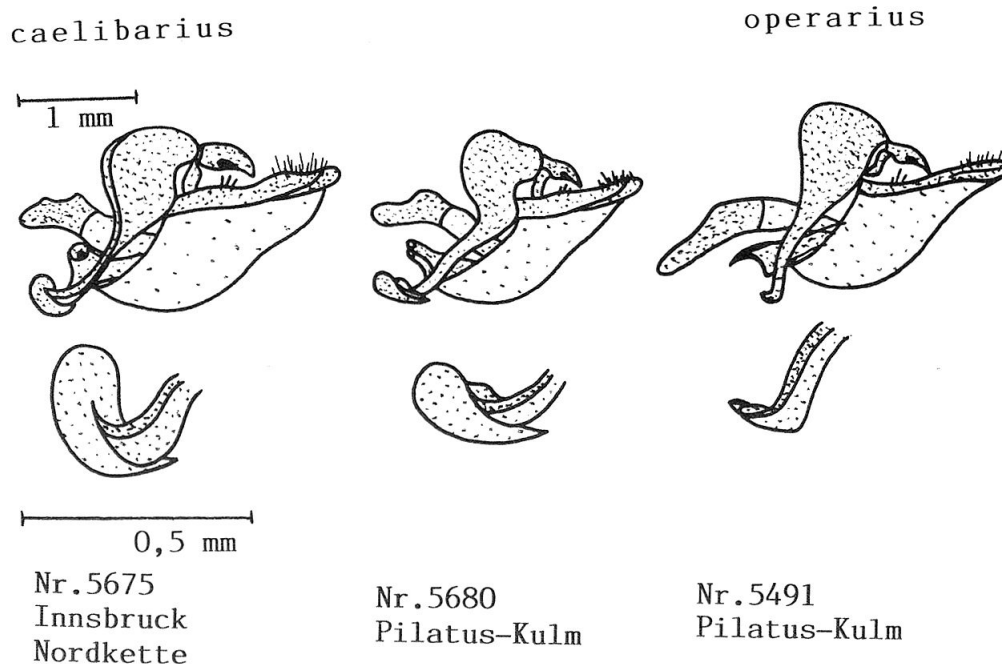 caelibarius
operarius
1 mm
0,5 mm
Nr.5675
Innsbruck
Nordkette
Nr.5680
Pilatus-Kulm
Nr.5491
Pilatus-Kulm